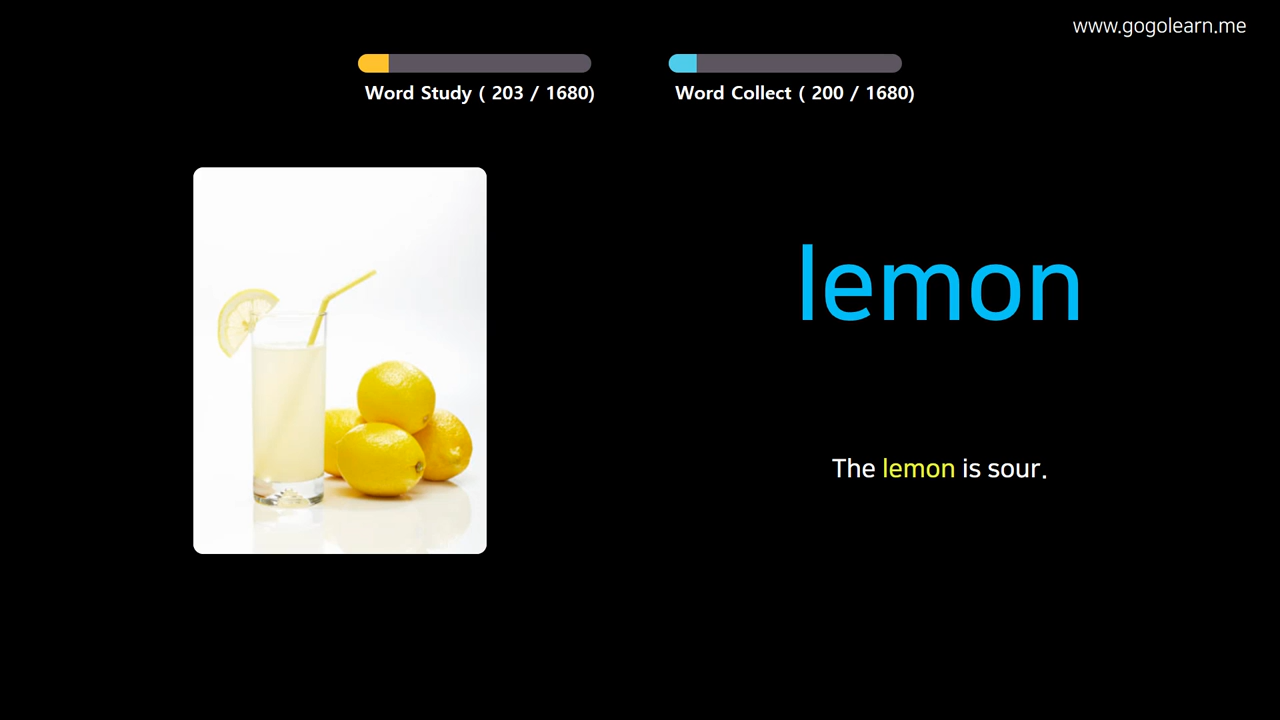 www.gogolearn.me
Word Study ( 203 / 1680)
Word Collect ( 200 / 1680)
lemon
The lemon is sour.